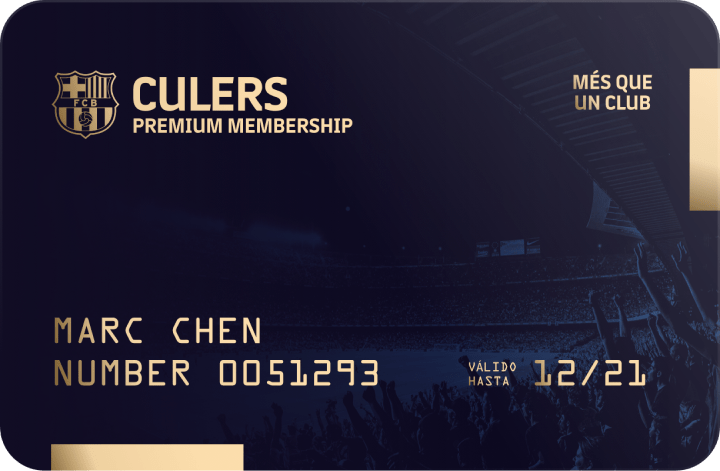 FCB
CULERS
PREMIUM MEMBERSHIP
MÉS QUE
UN CLUB
MARC CHEN
NUMBER 0051293
VÁLIDO
HASTA
12/21